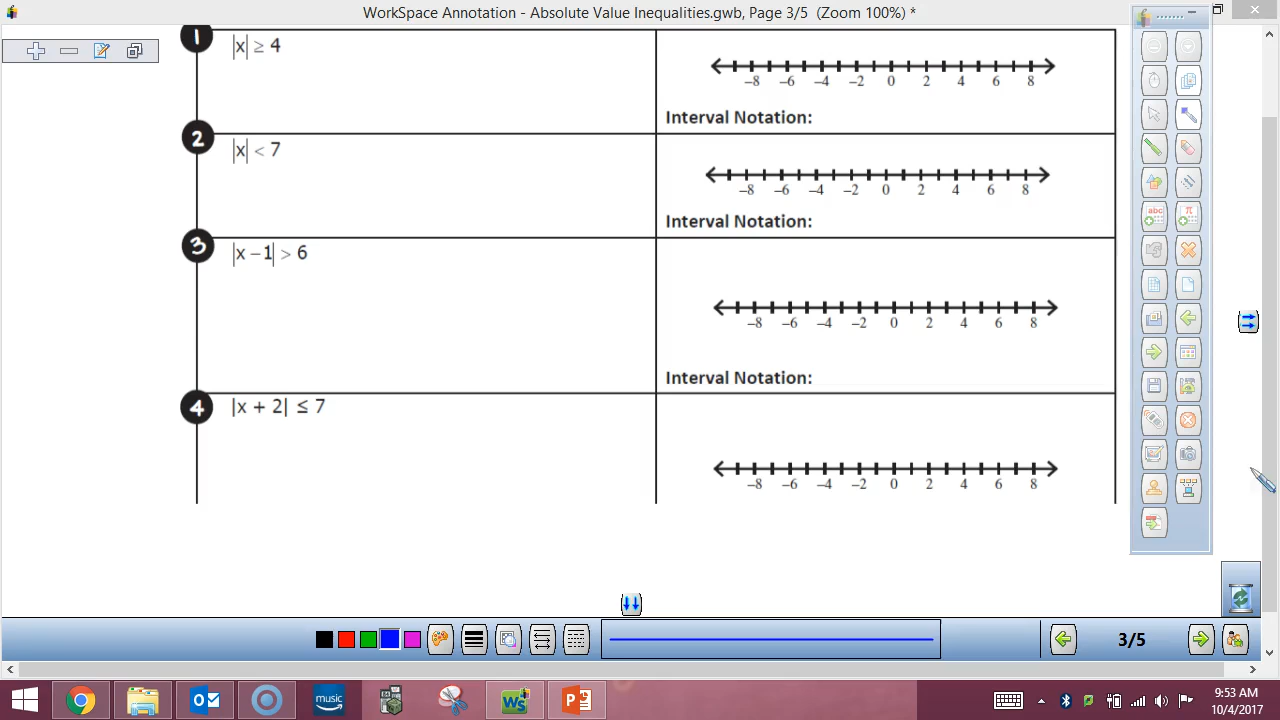 WorkSpace Annotation - Absolute Value Inequalities.gwb, Page 3/5 (Zoom 100%) *
1
|x| ≥ 4
−8 −6 −4 −2 0 2 4 6 8
Interval Notation:
2
|x| < 7
−8 −6 −4 −2 0 2 4 6 8
Interval Notation:
3
|x − 1| > 6
−8 −6 −4 −2 0 2 4 6 8
Interval Notation:
4
|x + 2| ≤ 7
−8 −6 −4 −2 0 2 4 6 8
abc
π
3/5
music
WS
9:53 AM
10/4/2017